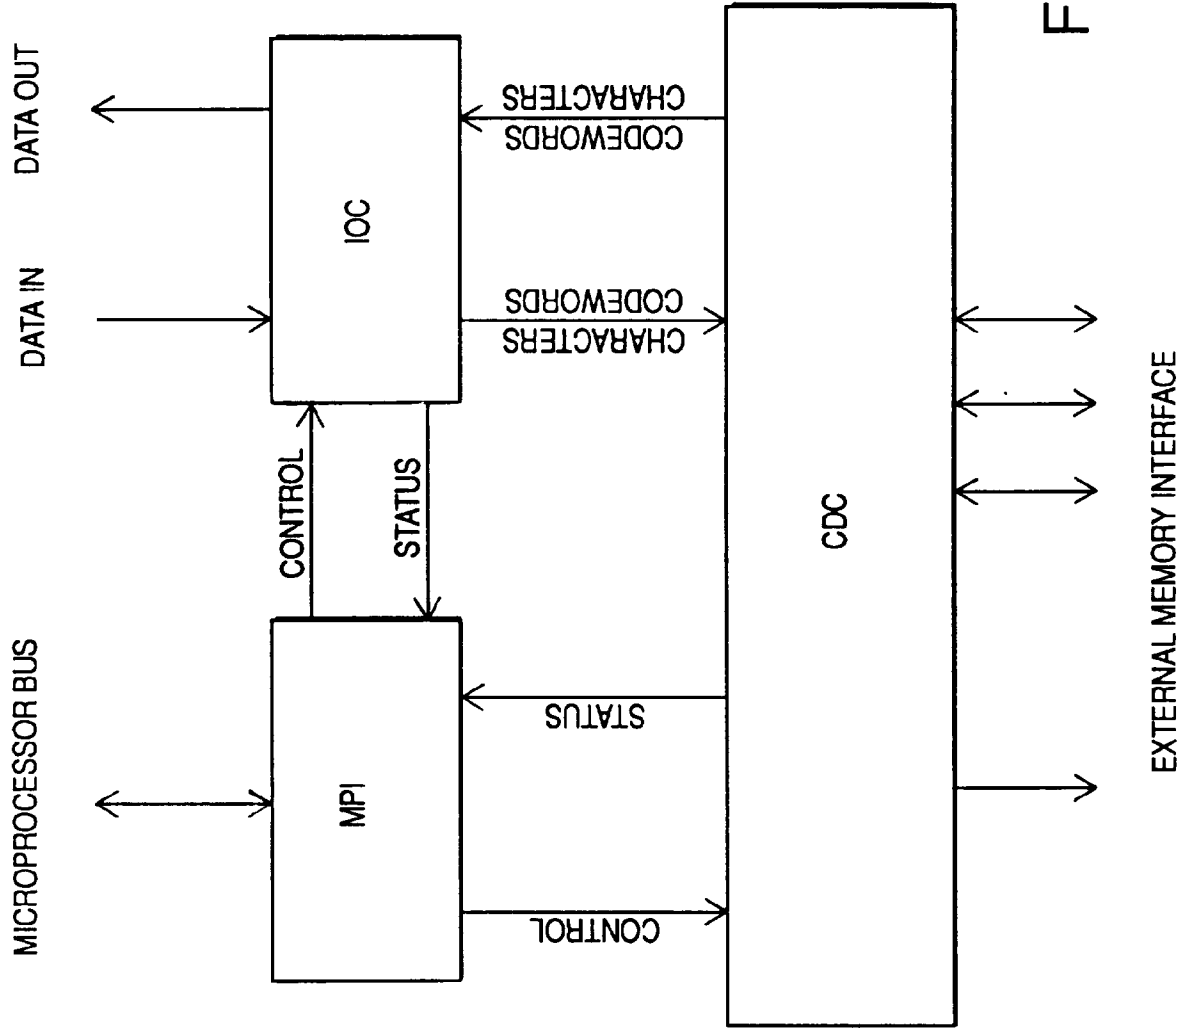 MICROPROCESSOR BUS
DATA IN
DATA OUT
MPI
CONTROL
STATUS
IOC
CONTROL
STATUS
CHARACTERS
CODEWORDS
CODEWORDS
CHARACTERS
CDC
EXTERNAL MEMORY INTERFACE
F